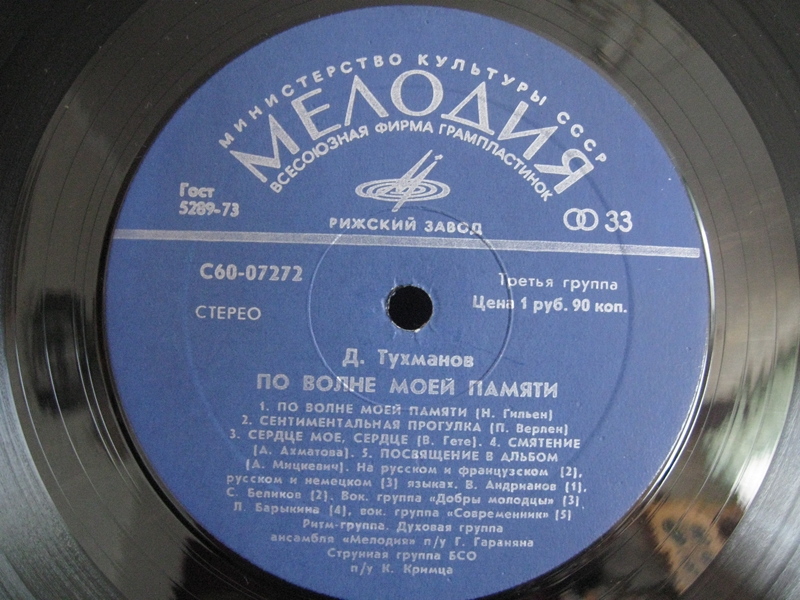 МИНИСТЕРСТВО КУЛЬТУРЫ СССР
МЕЛОДИЯ
ВСЕСОЮЗНАЯ ФИРМА ГРАМПЛАСТИНОК
Гост
5289-73
РИЖСКИЙ ЗАВОД
33
С60-07272
Третья группа
СТЕРЕО
Цена 1 руб. 90 коп.
Д. Тухманов
ПО ВОЛНЕ МОЕЙ ПАМЯТИ
1. ПО ВОЛНЕ МОЕЙ ПАМЯТИ (Н. Гильен)
2. СЕНТИМЕНТАЛЬНАЯ ПРОГУЛКА (П. Верлен)
3. СЕРДЦЕ МОЕ, СЕРДЦЕ (В. Гете). 4. СМЯТЕНИЕ
(А. Ахматова). 5. ПОСВЯЩЕНИЕ В АЛЬБОМ
(А. Мицкевич). На русском и французском (2),
русском и немецком (3) языках. В. Андрианов (1),
С. Беликов (2). Вок. группа «Добры молодцы» (3)
Л. Барыкина (4), вок. группа «Современник» (5)
Ритм-группа. Духовая группа
ансамбля «Мелодия» п/у Г. Гараняна
Струнная группа БСО
п/у К. Кримца